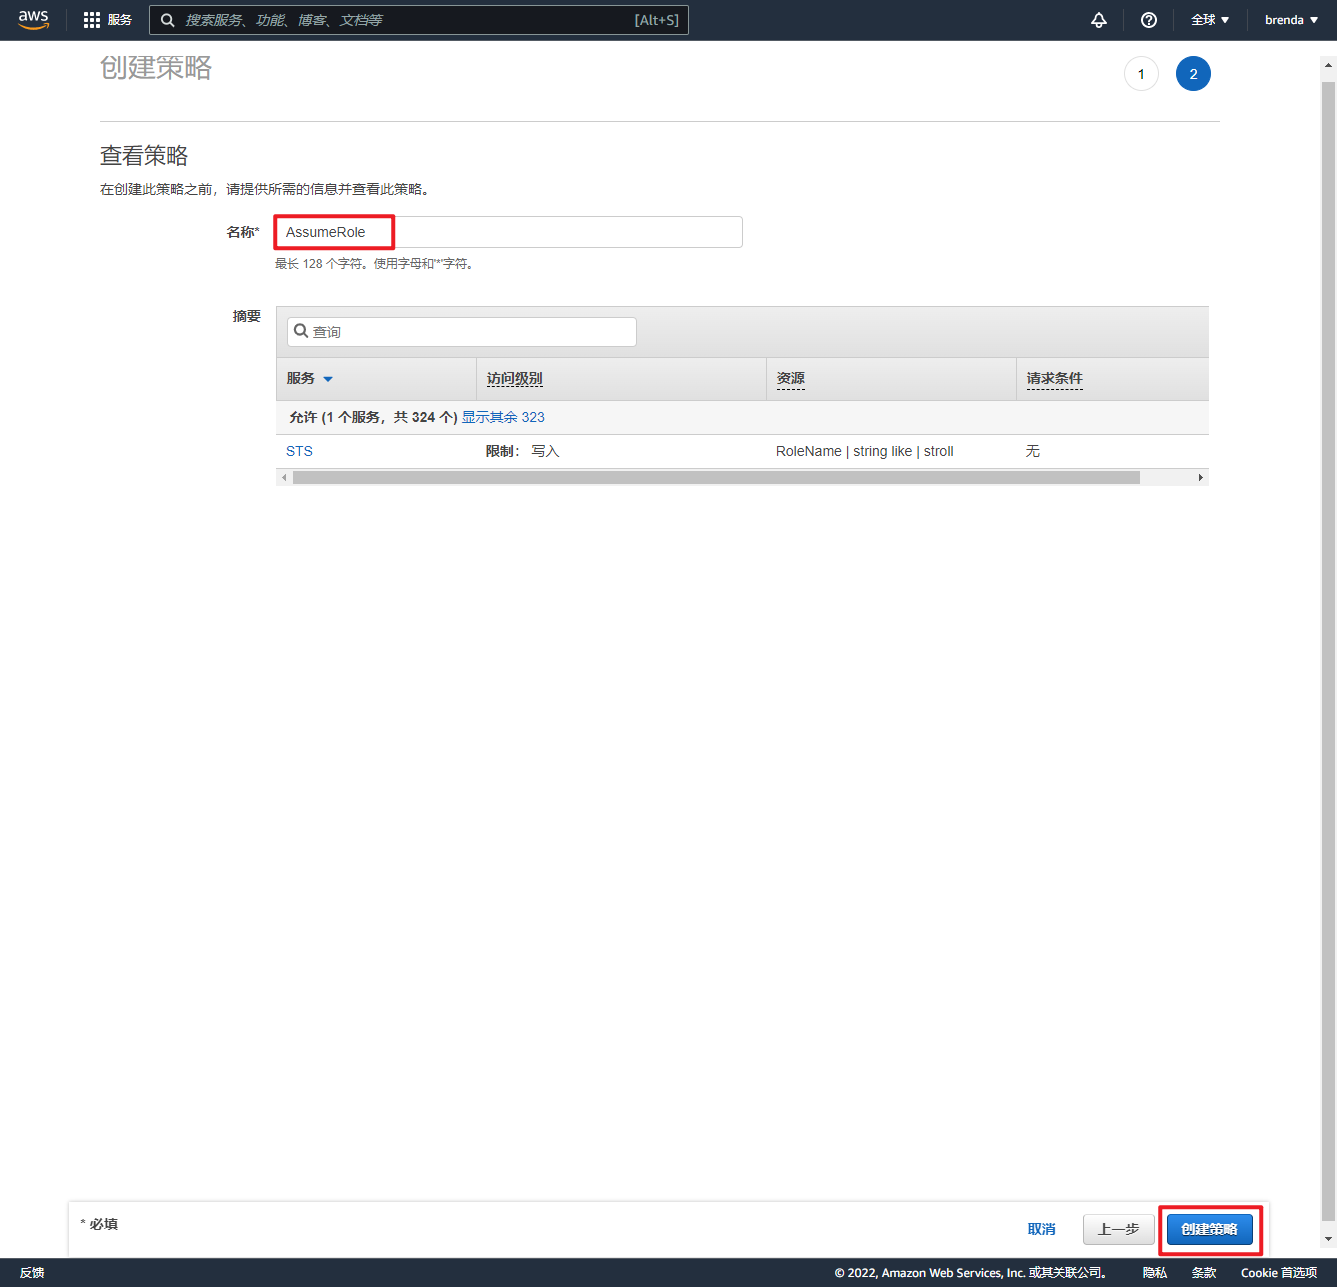 aws 服务 搜索服务、功能、博客、文档等 [Alt+S] 全球 brenda
创建策略 1 2
查看策略
在创建此策略之前，请提供所需的信息并查看此策略。
名称* AssumeRole
最长 128 个字符。使用字母和'*'字符。
摘要
查询
服务 访问级别 资源 请求条件
允许 (1 个服务，共 324 个) 显示其余 323
STS 限制： 写入 RoleName | string like | stroll 无
* 必填 取消 上一步 创建策略
反馈 © 2022, Amazon Web Services, Inc. 或其关联公司。 隐私 条款 Cookie 首选项